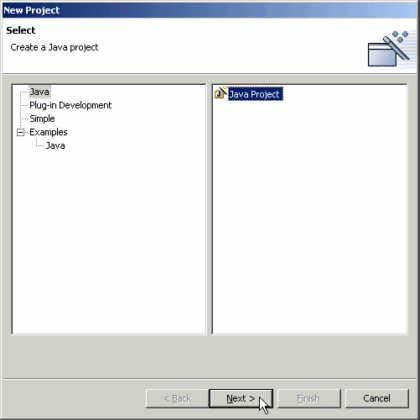 New Project
Select
Create a Java project
Java
Plug-in Development
Simple
Examples
Java
Java Project
< Back
Next >
Finish
Cancel